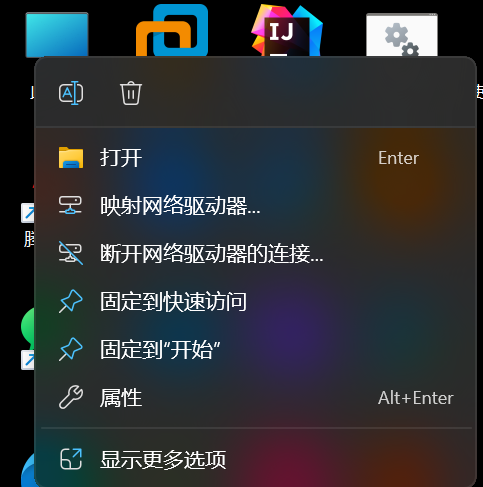 IJ
打开 Enter
映射网络驱动器...
断开网络驱动器的连接...
固定到快速访问
固定到"开始"
属性 Alt+Enter
显示更多选项